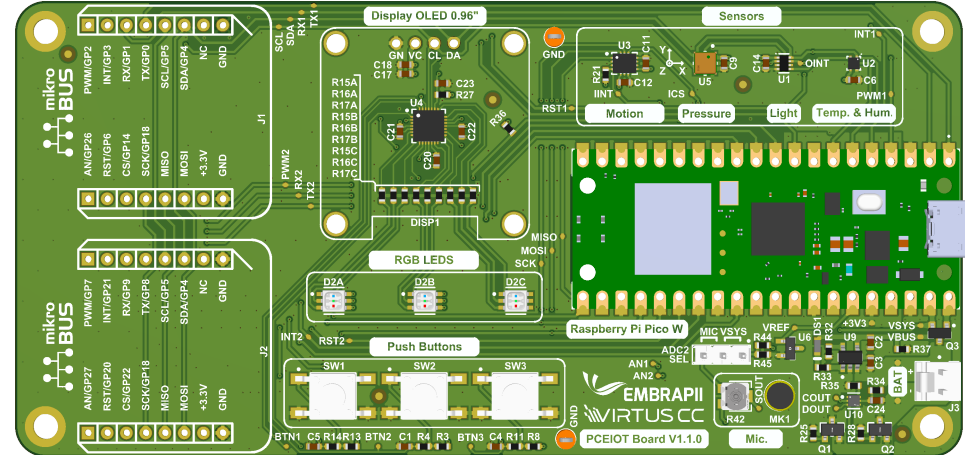 PWM/GP2
INT/GP3
RX/GP1
TX/GP0
SCL/GP5
SDA/GP4
NC
GND
mikro
BUS
AN/GP26
RST/GP6
CS/GP14
SCK/GP18
MISO
MOSI
+3.3V
GND
J1
SCL
SDA
RX1
TX1
PWM2
RX2
TX2
Display OLED 0.96"
GN VC CL DA
C18
C17
R15A
R16A
R17A
R15B
R16B
R17B
R15C
R16C
R17C
U4
C23
R27
C21
C22
C20
R36
DISP1
GND
Sensors
INT1
U3
C11
R21
C12
IINT
Motion
Y
Z
X
U5
C9
ICS
Pressure
C14
OINT
U1
Light
U2
C6
PWM1
Temp. & Hum.
RST1
MISO
MOSI
SCK
PWM/GP7
INT/GP21
RX/GP9
TX/GP8
SCL/GP5
SDA/GP4
NC
GND
mikro
BUS
AN/GP27
RST/GP20
CS/GP22
SCK/GP18
MISO
MOSI
+3.3V
GND
J2
RGB LEDS
D2A
D2B
D2C
INT2
RST2
Push Buttons
SW1
SW2
SW3
BTN1
C5
R14
R13
BTN2
C1
R4
R3
BTN3
C4
R11
R8
GND
Raspberry Pi Pico W
ADC2
SEL
MIC
VSYS
R44
R45
VREF
U6
LDS1
R32
+3V3
U9
C2
C3
VSYS
VBUS
R37
Q3
AN1
AN2
EMBRAPII
VIRTUS CC
PCEIOT Board V1.1.0
R42
SOUT
MK1
Mic.
R33
R35
R34
COUT
DOUT
U10
C24
BAT
+
J3
R25
Q1
R28
Q2